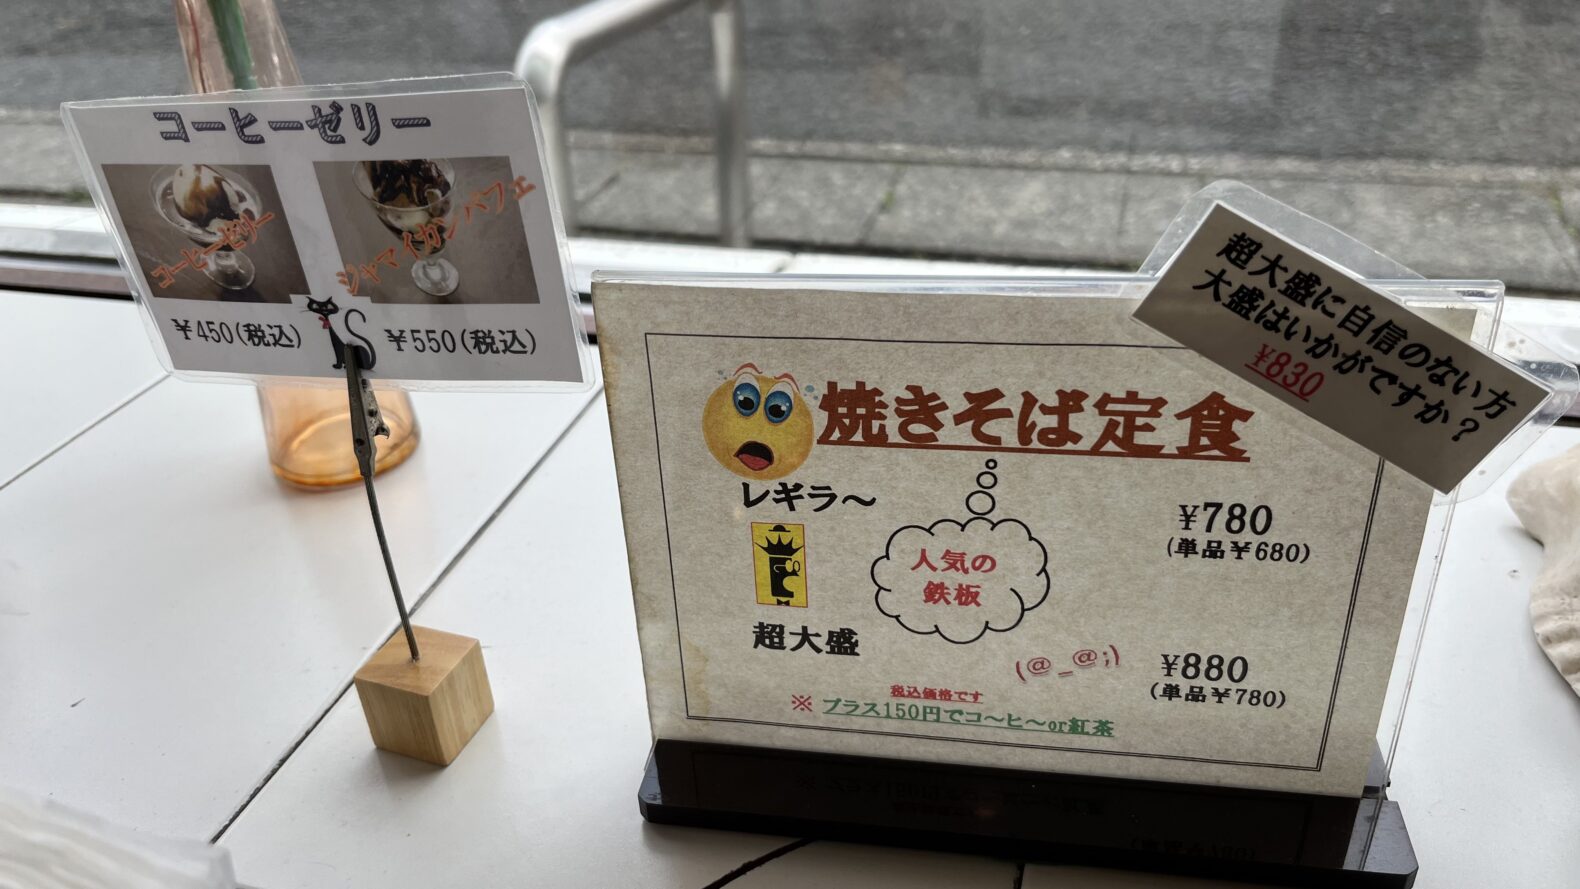 コーヒーゼリー
コーヒーゼリー
ジャマイカンパフェ
￥450(税込)
￥550(税込)
超大盛に自信のない方
大盛はいかがですか？
￥830
焼きそば定食
レギラ～
￥780
(単品￥680)
人気の
鉄板
超大盛
(@_@;)
￥880
(単品￥780)
税込価格です
※ プラス150円でコ～ヒ～or紅茶